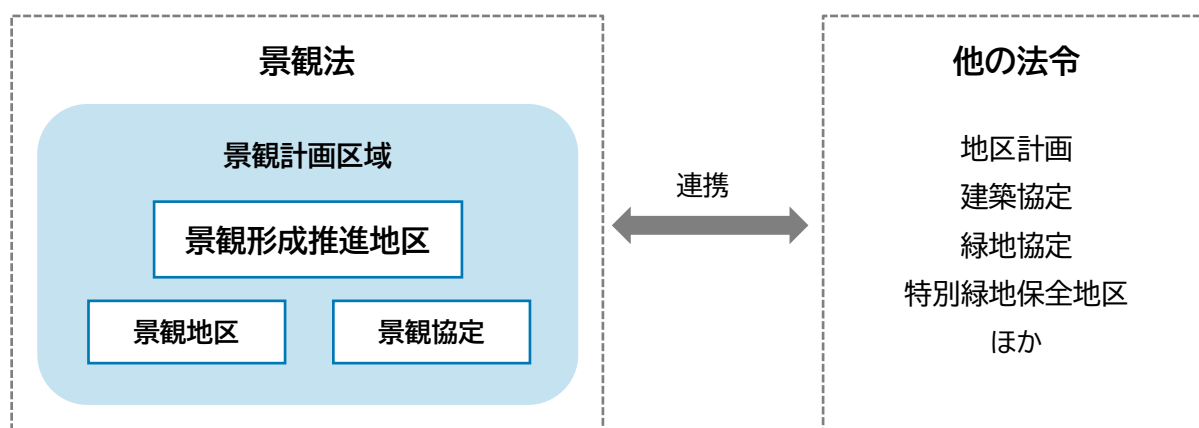 景観法
景観計画区域
景観形成推進地区
景観地区
景観協定
連携
他の法令
地区計画
建築協定
緑地協定
特別緑地保全地区
ほか